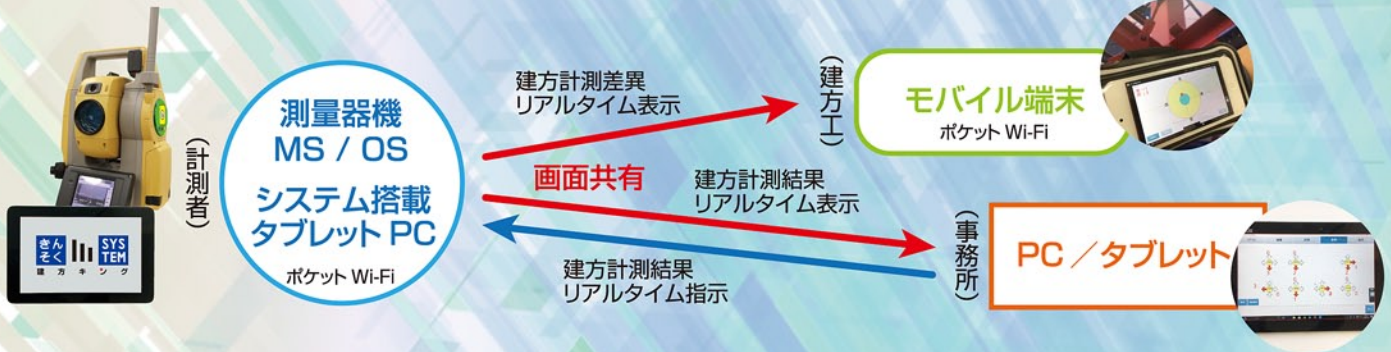 きん
そく
SYS
TEM
建方キング
(計測者)
測量器機
MS / OS
システム搭載
タブレットPC
ポケット Wi-Fi
建方計測差異
リアルタイム表示
画面共有
建方計測結果
リアルタイム表示
建方計測結果
リアルタイム指示
(建方工)
モバイル端末
ポケット Wi-Fi
(事務所)
PC/タブレット